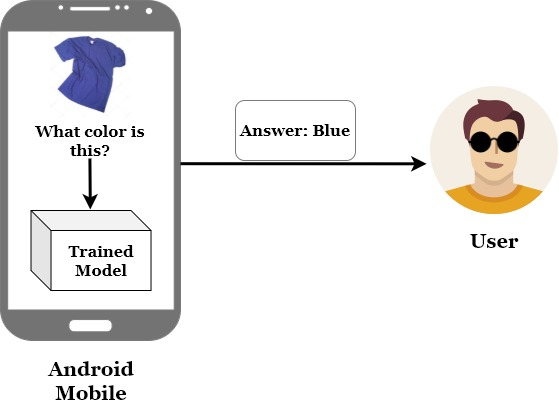 What color is
this?
Trained
Model
Answer: Blue
User
Android
Mobile